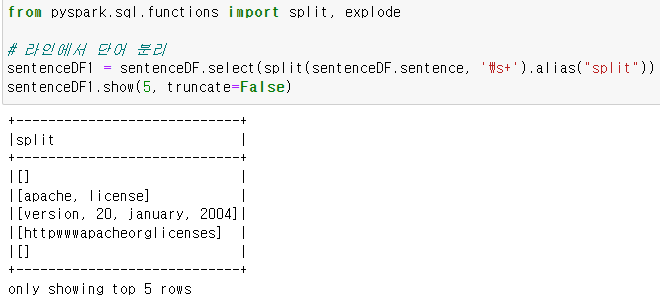 from pyspark.sql.functions import split, explode
# 라인에서 단어 분리
sentenceDF1 = sentenceDF.select(split(sentenceDF.sentence, '₩s+').alias("split"))
sentenceDF1.show(5, truncate=False)
+----------------------------+
|split                       |
+----------------------------+
|[]                          |
|[apache, license]           |
|[version, 20, january, 2004]|
|[httpwwwapacheorglicenses]  |
|[]                          |
+----------------------------+
only showing top 5 rows